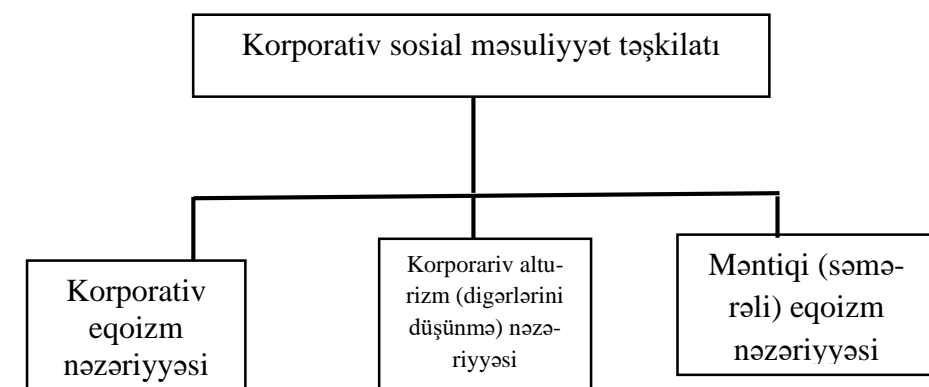 Korporativ sosial məsuliyyət təşkilatı
Korporativ
eqoizm
nəzəriyyəsi
Korporariv altu-
rizm (digərlərini
düşünmə) nəzə-
riyyəsi
Məntiqi (səmə-
rəli) eqoizm
nəzəriyyəsi